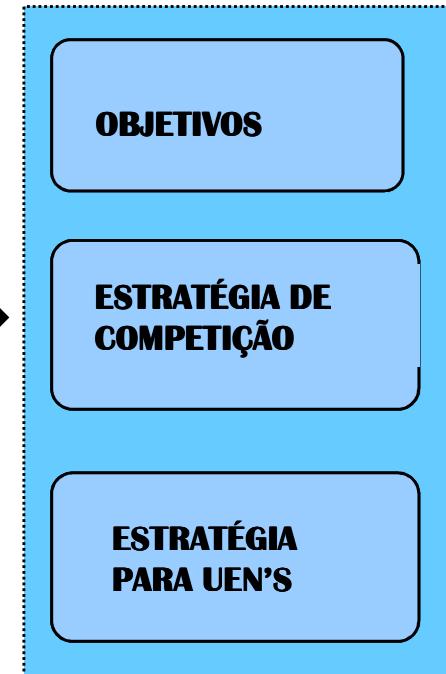 OBJETIVOS
ESTRATÉGIA DE
COMPETIÇÃO
ESTRATÉGIA
PARA UEN’S